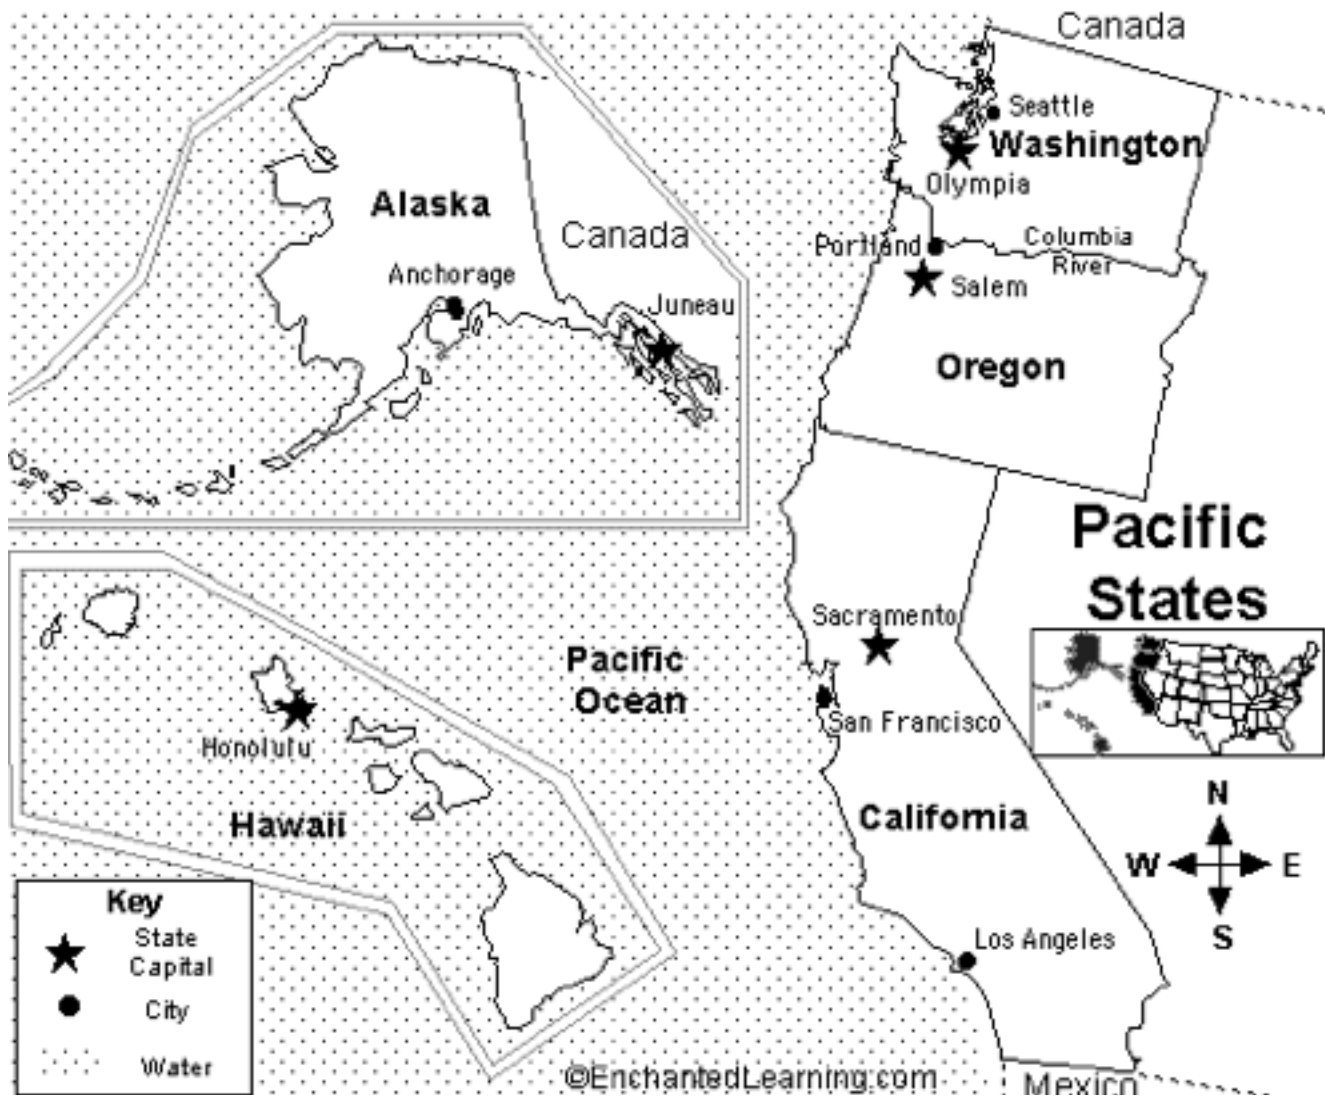 Canada
Seattle
Washington
Olympia
Alaska
Canada
Portland
Columbia
River
Anchorage
Salem
Juneau
Oregon
Pacific
States
Sacramento
Pacific
Ocean
San Francisco
Honolulu
N
California
Hawaii
W
E
Key
State
Capital
S
Los Angeles
City
Water
©EnchantedLearning.com
Mexico